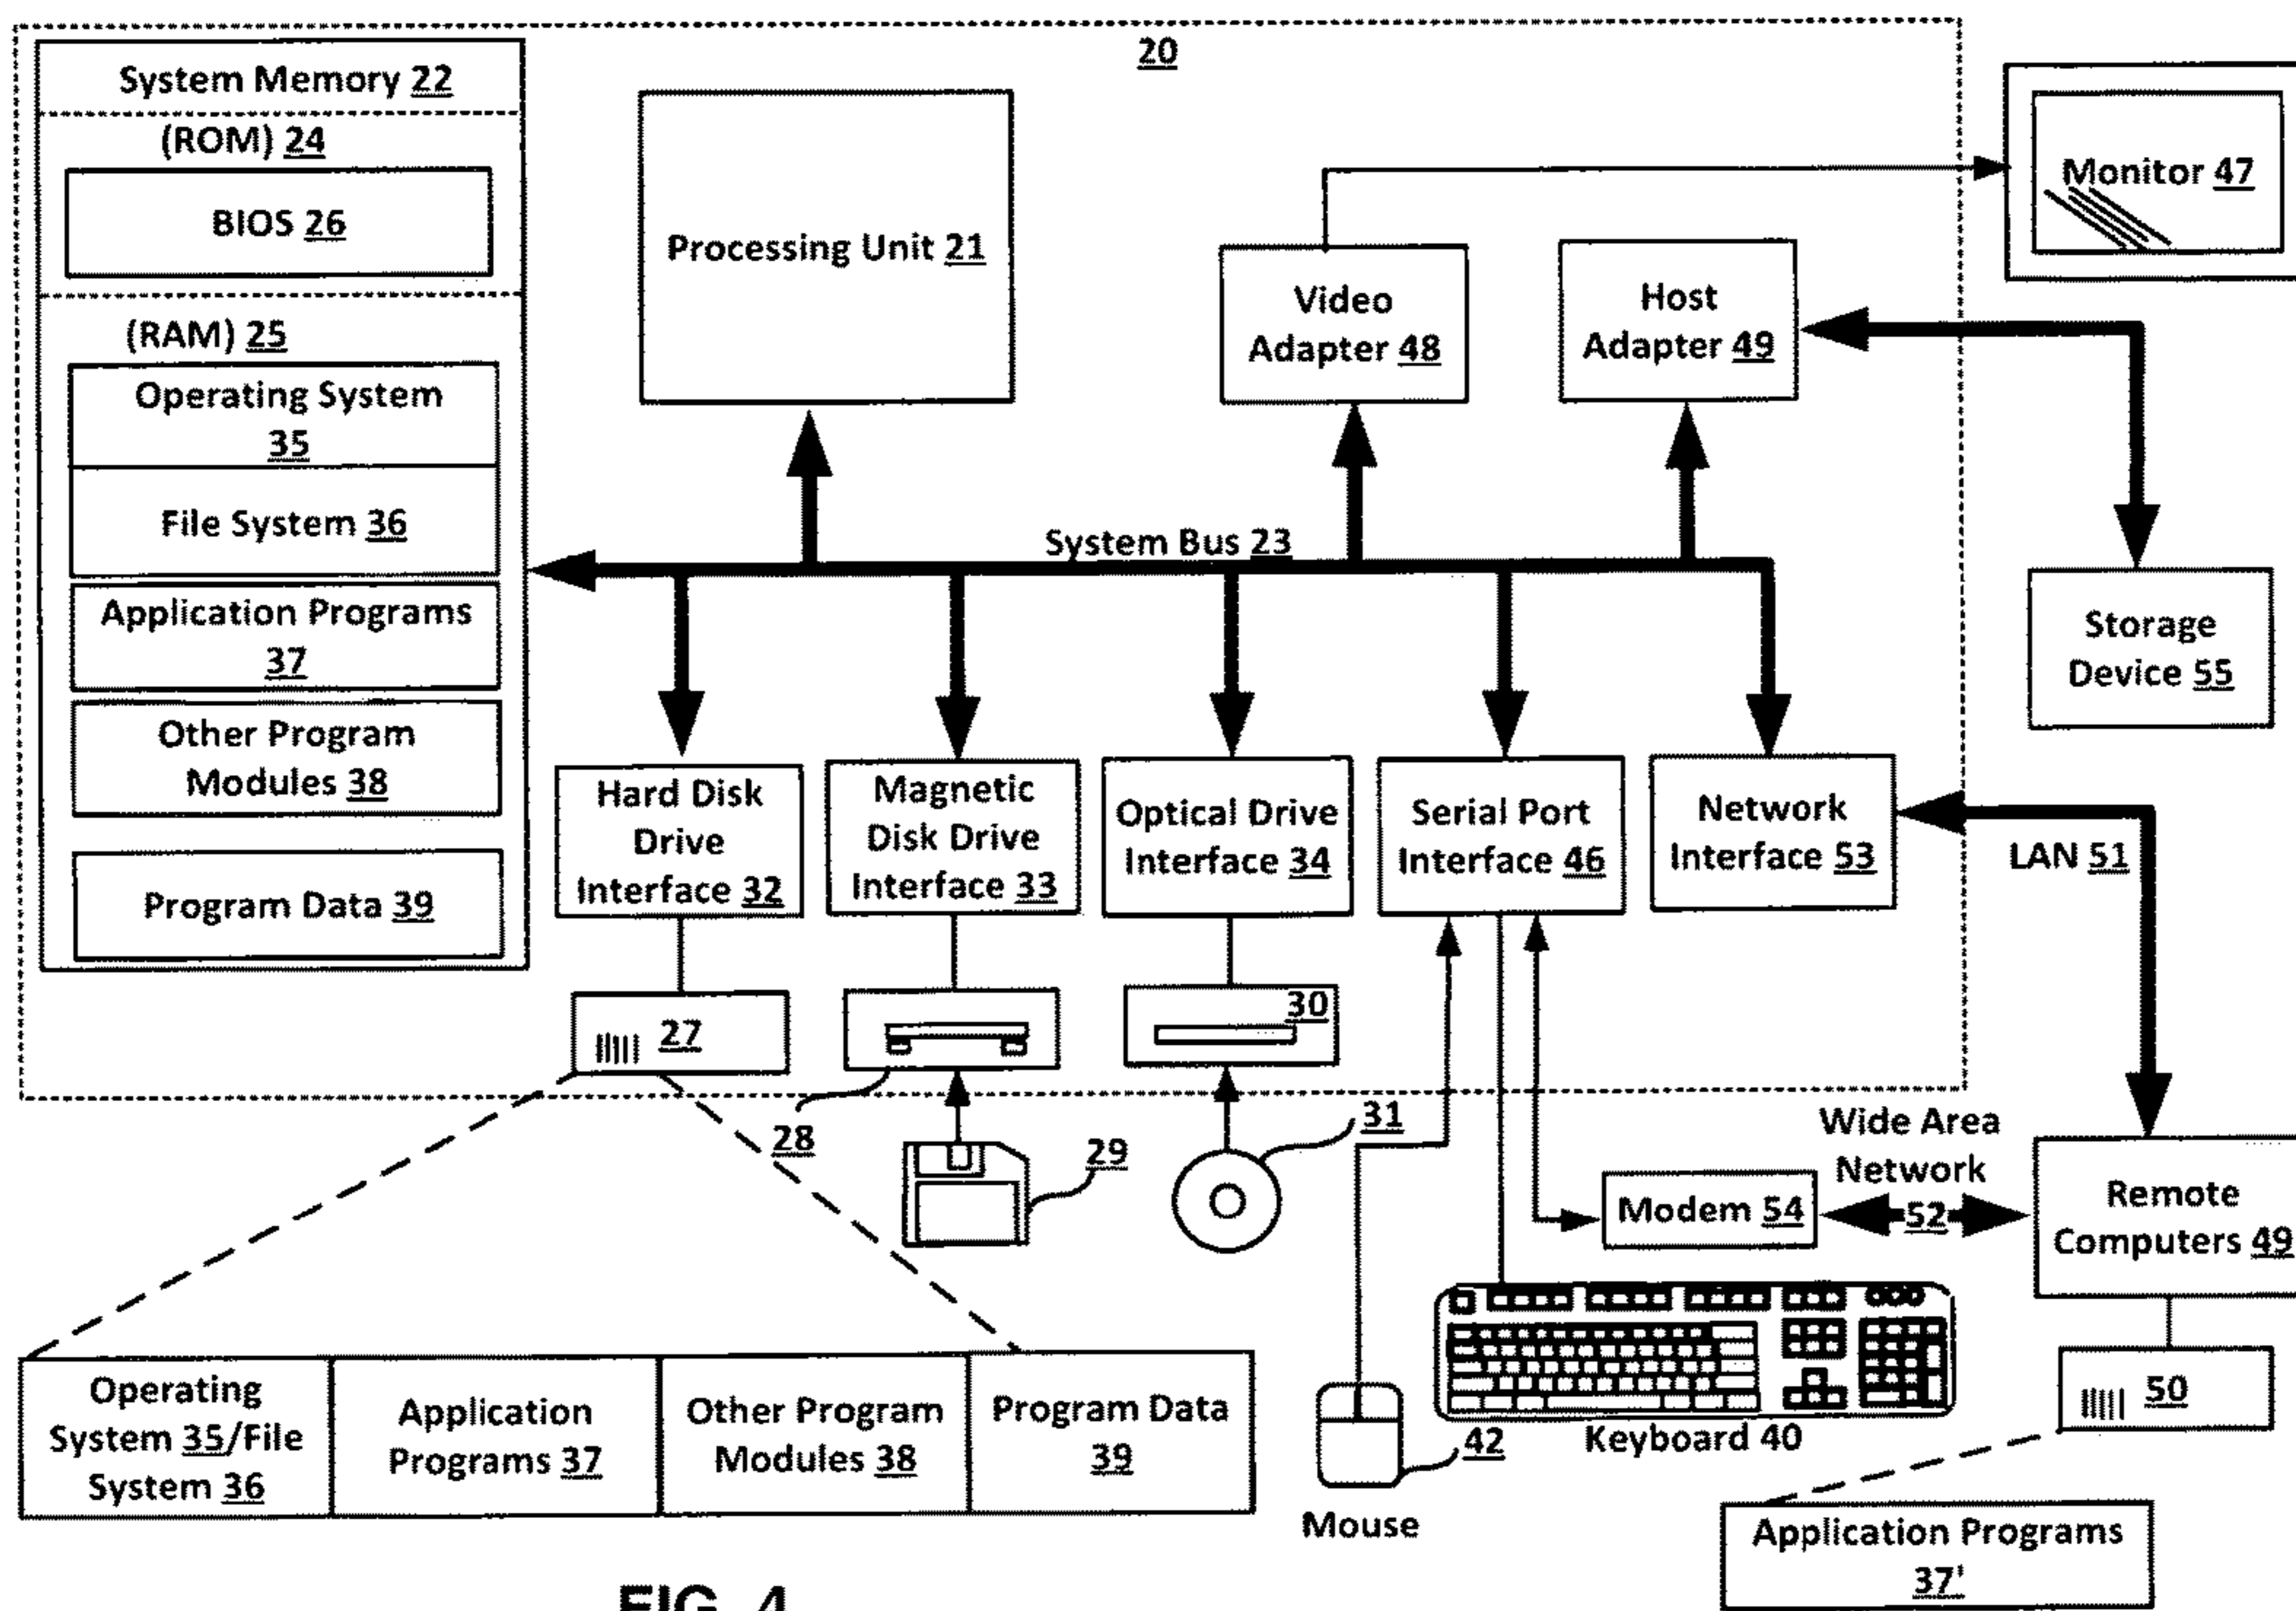 20
System Memory 22
(ROM) 24
BIOS 26
(RAM) 25
Operating System
35
File System 36
Application Programs
37
Other Program
Modules 38
Program Data 39
Processing Unit 21
Video
Adapter 48
Host
Adapter 49
Monitor 47
System Bus 23
Storage
Device 55
Hard Disk
Drive
Interface 32
Magnetic
Disk Drive
Interface 33
Optical Drive
Interface 34
Serial Port
Interface 46
Network
Interface 53
LAN 51
27
28
29
30
31
Wide Area
Network
52
Modem 54
Remote
Computers 49
50
Keyboard 40
42
Mouse
Operating
System 35/File
System 36
Application
Programs 37
Other Program
Modules 38
Program Data
39
Application Programs
37'
FIG. 4